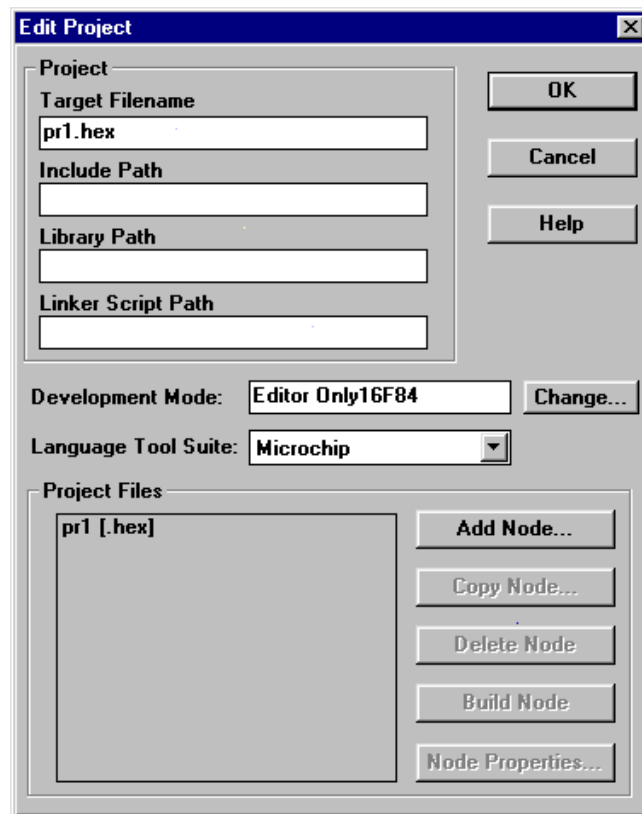 Edit Project
Project
Target Filename
pr1.hex
Include Path
Library Path
Linker Script Path
OK
Cancel
Help
Development Mode: Editor Only16F84 Change...
Language Tool Suite: Microchip
Project Files
pr1 [.hex]
Add Node...
Copy Node...
Delete Node
Build Node
Node Properties...